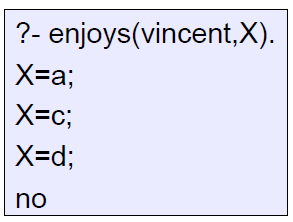 ?- enjoys(vincent,X).
X=a;
X=c;
X=d;
no